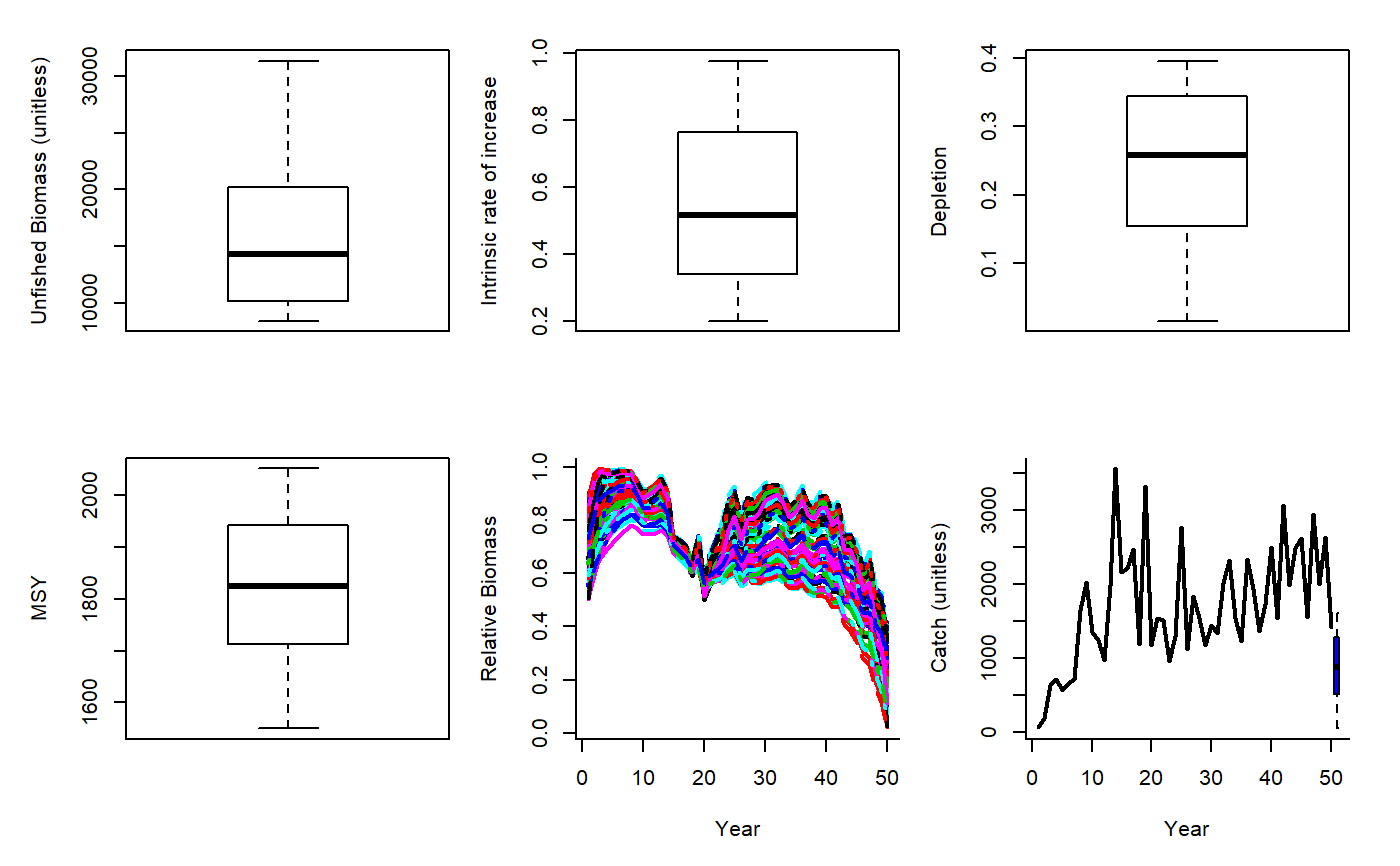 Unfished Biomass (unitless)
10000 20000 30000
Intrinsic rate of increase
0.2 0.4 0.6 0.8 1.0
Depletion
0.1 0.2 0.3 0.4
MSY
1600 1800 2000
Relative Biomass
0.0 0.2 0.4 0.6 0.8 1.0
0 10 20 30 40 50
Year
Catch (unitless)
0 1000 2000 3000
0 10 20 30 40 50
Year